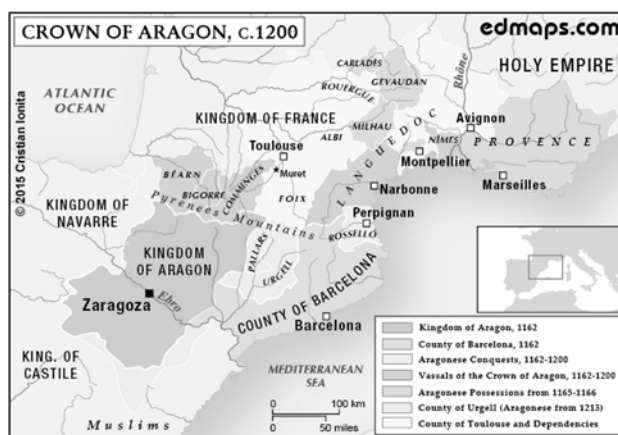 CROWN OF ARAGON, c.1200
edmaps.com
© 2015 Cristian Ionita
ATLANTIC
OCEAN
CARLADÈS
GEVAUDAN
ROUERGUE
Rhône
HOLY EMPIRE
KINGDOM OF FRANCE
MILHAU
ALBI
Avignon
NÎMES
PROVENCE
LANGUEDOC
Toulouse
Muret
Montpellier
Marseilles
BÉARN
BIGORRE
COMMINGES
FOIX
Narbonne
Pyrenees Mountains
Perpignan
ROSSELLO
KINGDOM OF
NAVARRE
KINGDOM
OF ARAGON
PALLARS
URGELL
COUNTY OF BARCELONA
Zaragoza
Ebro
Barcelona
KING. OF
CASTILE
MEDITERRANEAN
SEA
Muslims
0 100 km
0 50 miles
Kingdom of Aragon, 1162
County of Barcelona, 1162
Aragonese Conquests, 1162-1200
Vassals of the Crown of Aragon, 1162-1200
Aragonese Possessions from 1165-1166
County of Urgell (Aragonese from 1213)
County of Toulouse and Dependencies